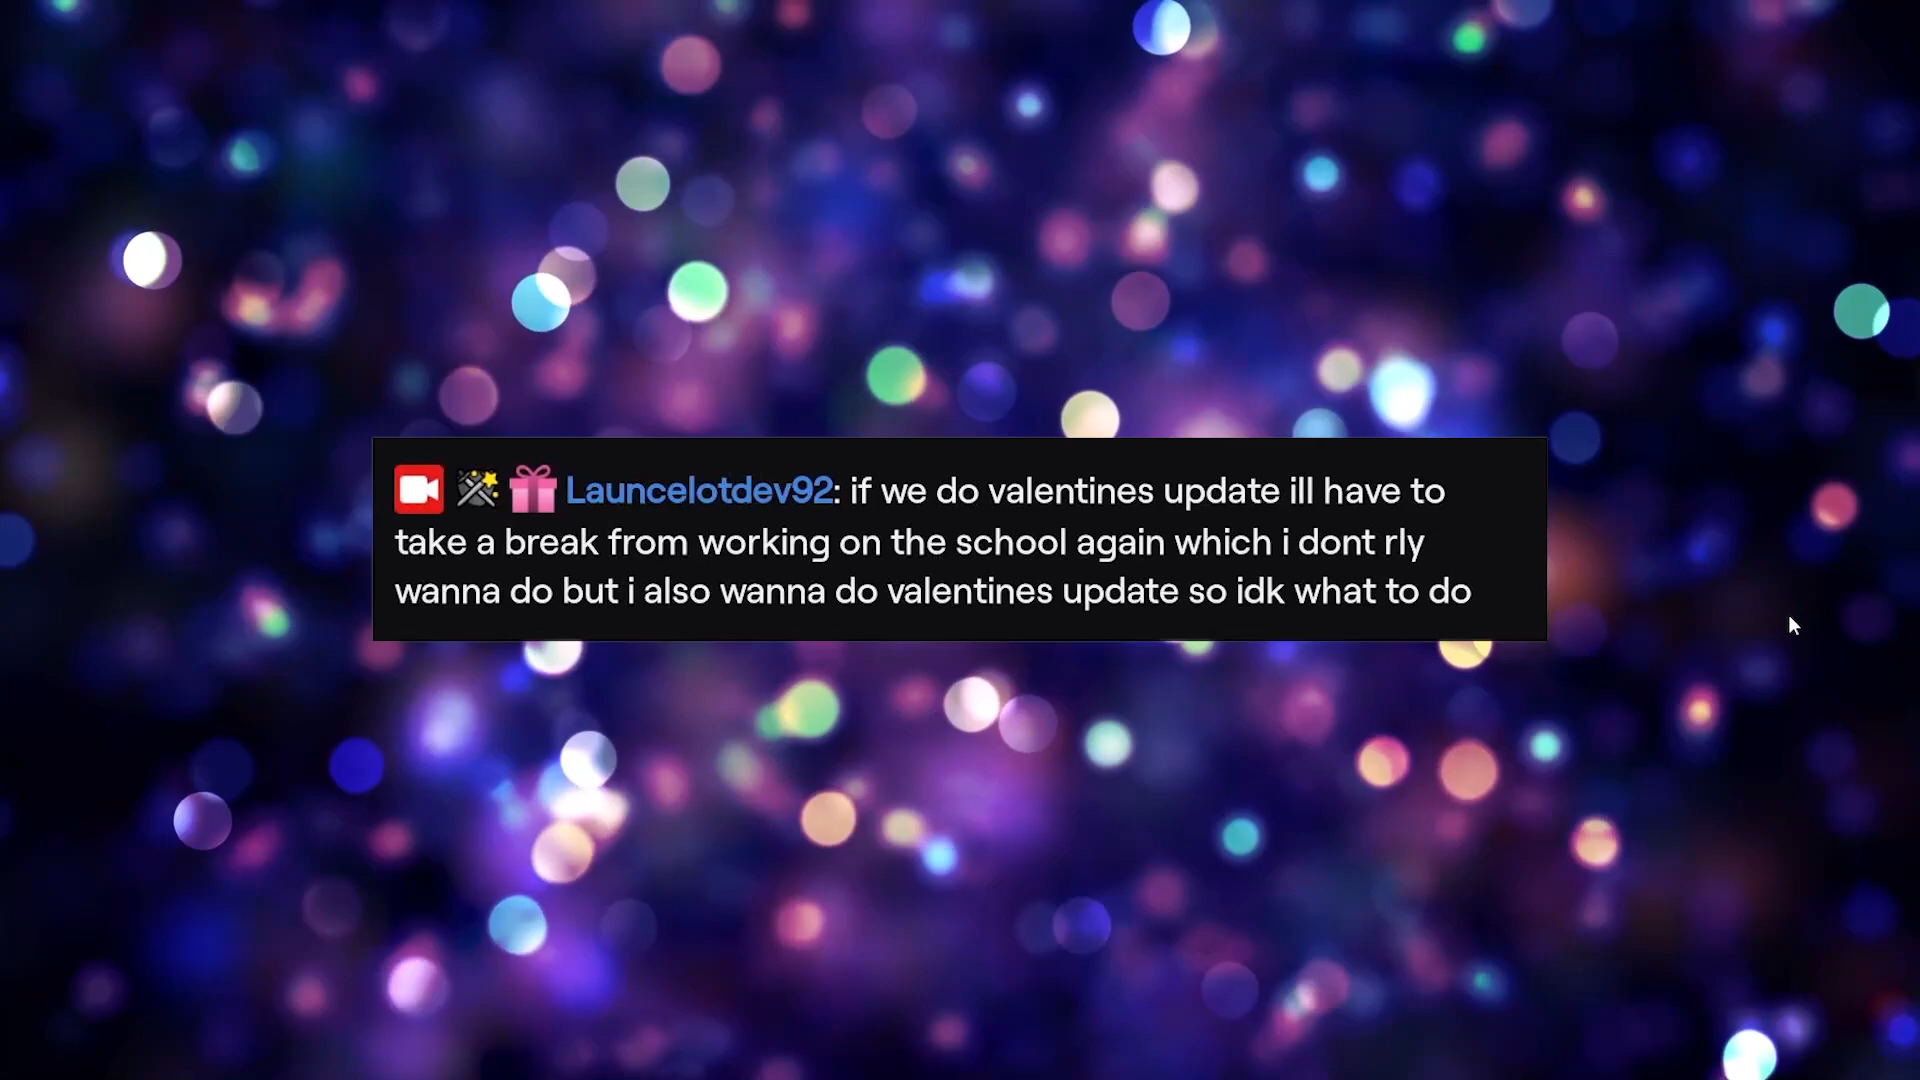 Launcelotdev92: if we do valentines update ill have to
take a break from working on the school again which i dont rly
wanna do but i also wanna do valentines update so idk what to do